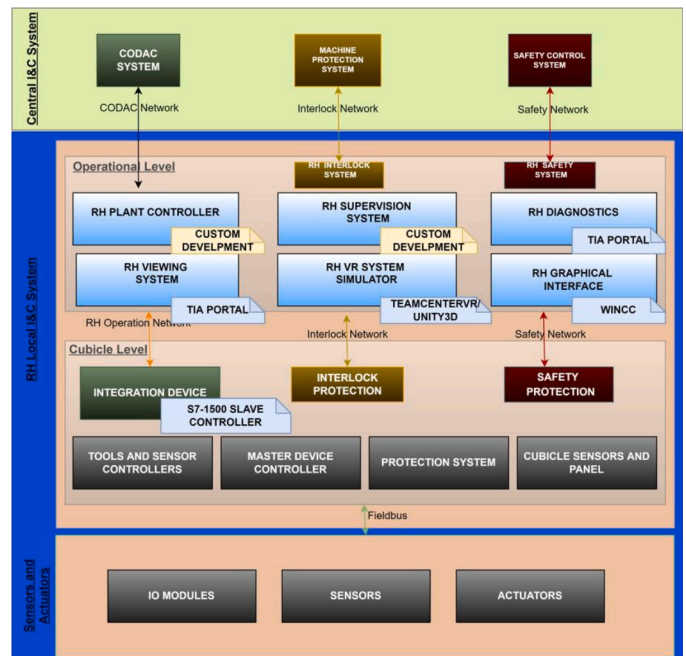 Central I&C System
CODAC
SYSTEM
MACHINE
PROTECTION
SYSTEM
SAFETY CONTROL
SYSTEM
CODAC Network
Interlock Network
Safety Network
RH Local I&C System
Operational Level
RH INTERLOCK
SYSTEM
RH SAFETY
SYSTEM
RH PLANT CONTROLLER
CUSTOM
DEVELPMENT
RH SUPERVISION
SYSTEM
CUSTOM
DEVELPMENT
RH DIAGNOSTICS
TIA PORTAL
RH VIEWING
SYSTEM
TIA PORTAL
RH VR SYSTEM
SIMULATOR
TEAMCENTERVR/
UNITY3D
RH GRAPHICAL
INTERFACE
WINCC
RH Operation Network
Interlock Network
Safety Network
Cubicle Level
INTEGRATION DEVICE
S7-1500 SLAVE
CONTROLLER
INTERLOCK
PROTECTION
SAFETY
PROTECTION
TOOLS AND SENSOR
CONTROLLERS
MASTER DEVICE
CONTROLLER
PROTECTION SYSTEM
CUBICLE SENSORS AND
PANEL
Fieldbus
Sensors and
Actuators
IO MODULES
SENSORS
ACTUATORS